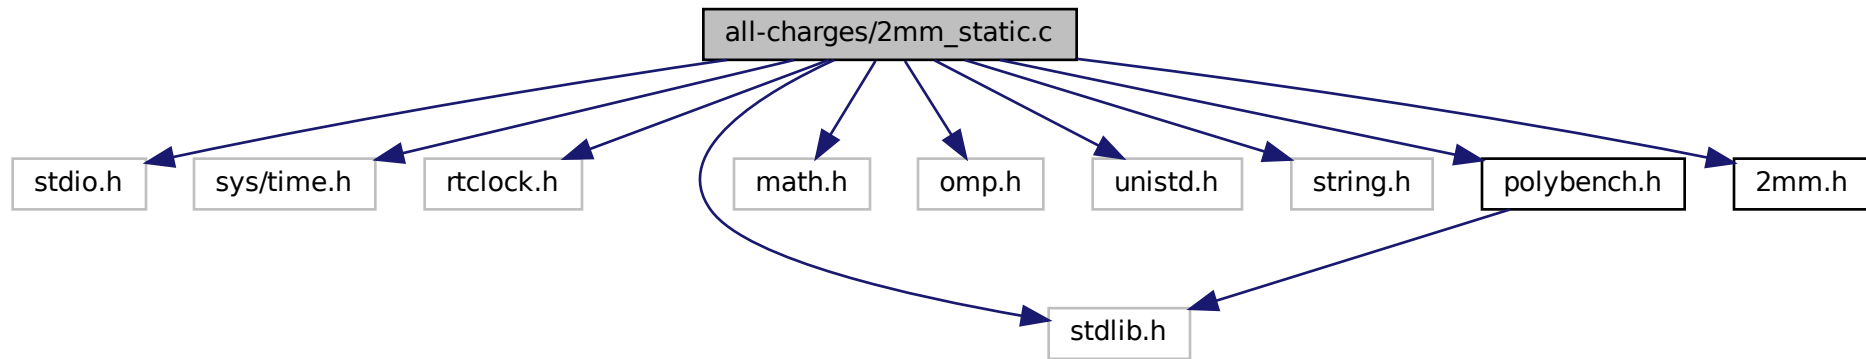 all-charges/2mm_static.c
stdio.h
sys/time.h
rtclock.h
math.h
omp.h
unistd.h
string.h
polybench.h
2mm.h
stdlib.h